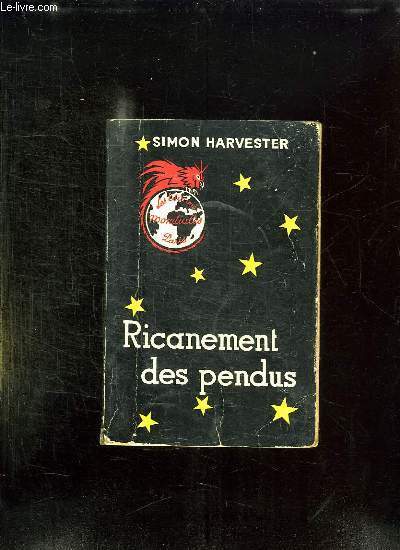 Le-livre.com
SIMON HARVESTER
Ricanement
des pendus